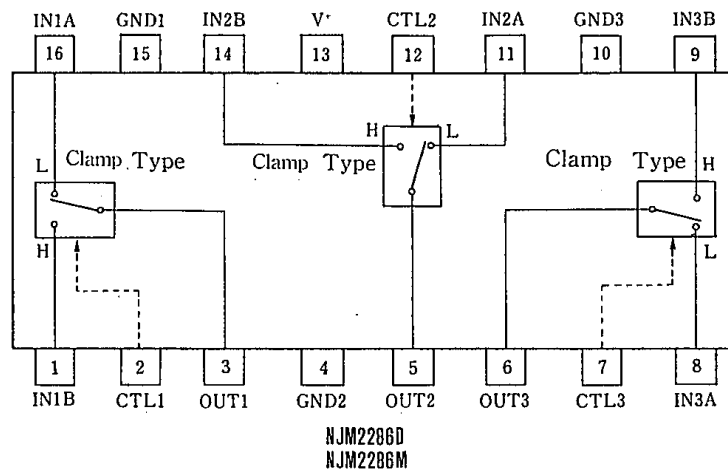 IN1A GND1 IN2B V⁺ CTL2 IN2A GND3 IN3B
16 15 14 13 12 11 10 9
H L
L Clamp Type Clamp Type Clamp Type H
H L
1 2 3 4 5 6 7 8
IN1B CTL1 OUT1 GND2 OUT2 OUT3 CTL3 IN3A
NJM2286D
NJM2286M